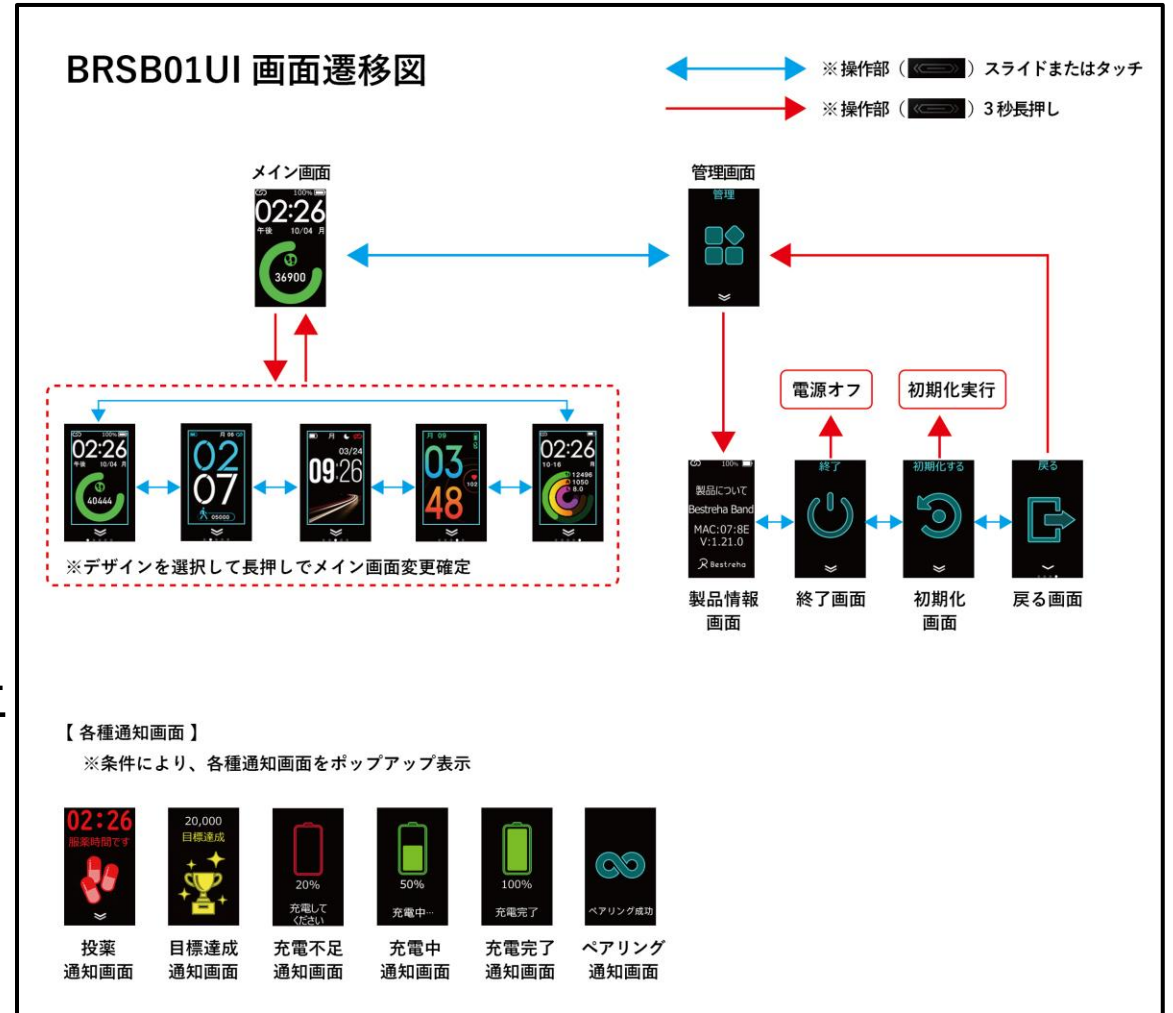 BRSB01UI 画面遷移図
※操作部（ ）スライドまたはタッチ
※操作部（ ）3秒長押し
メイン画面
100%
02:26
午後 10/04 月
36900
管理画面
管理
100%
02:26
午後 10/04 月
40444
月 06
02
07
05000
月
03/24
09:26
月 09
03
48
102
02:26
10-16 月
12496
1050
8.0
※デザインを選択して長押しでメイン画面変更確定
電源オフ
初期化実行
100%
製品について
Bestreha Band
MAC:07:8E
V:1.21.0
Bestreha
終了
初期化する
戻る
製品情報
画面
終了画面
初期化
画面
戻る画面
【各種通知画面】
※条件により、各種通知画面をポップアップ表示
02:26
服薬時間です
20,000
目標達成
20%
充電して
ください
50%
充電中…
100%
充電完了
ペアリング成功
投薬
通知画面
目標達成
通知画面
充電不足
通知画面
充電中
通知画面
充電完了
通知画面
ペアリング
通知画面